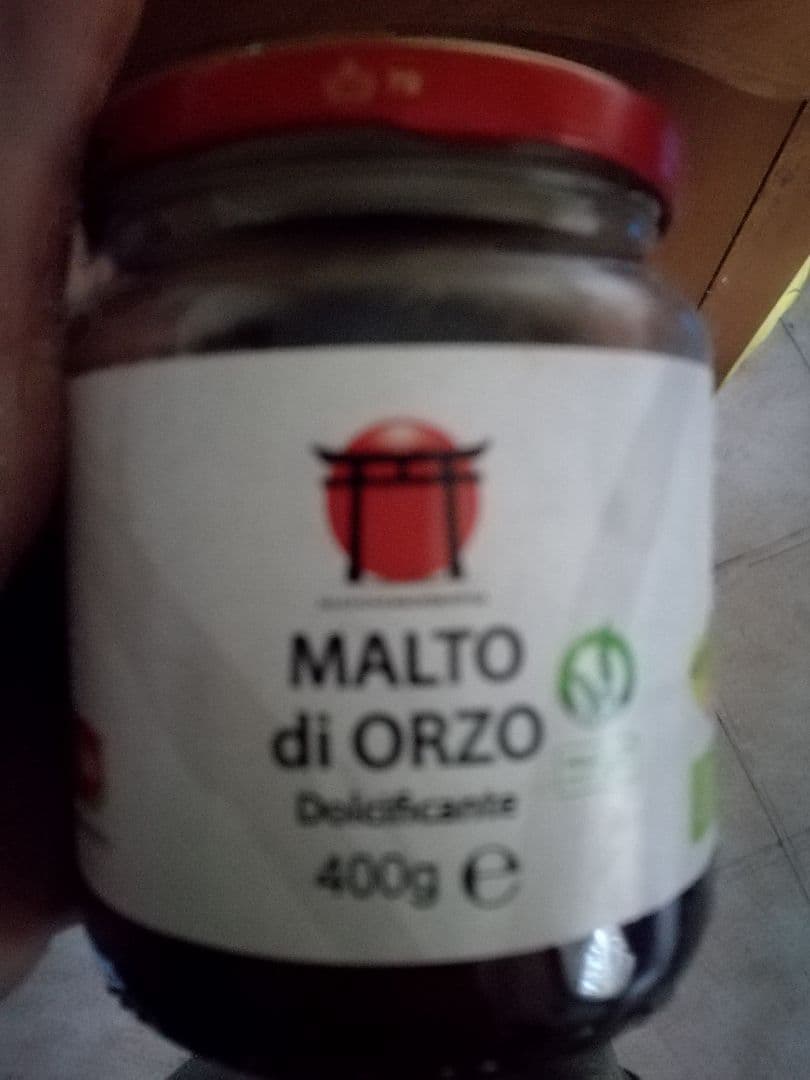 MALTO
di ORZO
Dolcificante
400g ℮